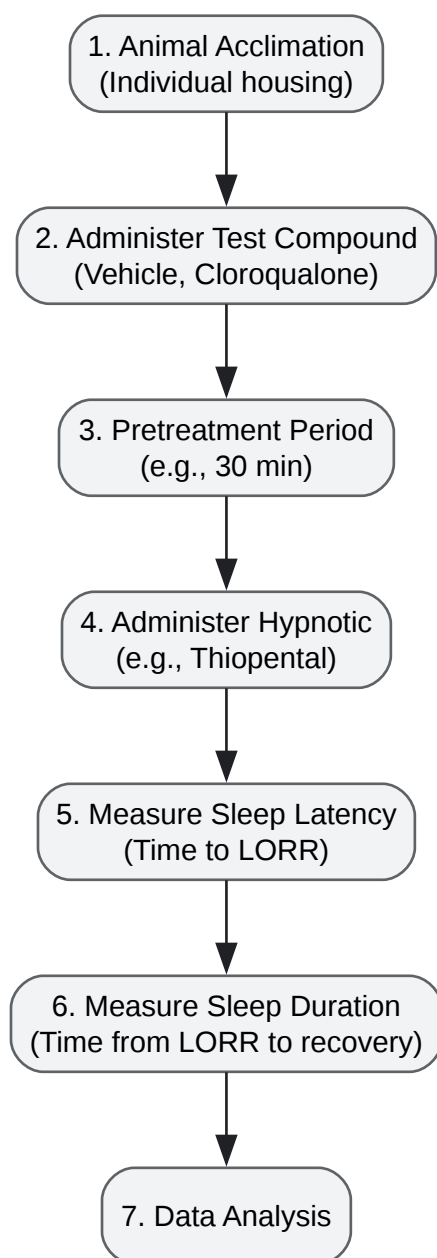 1. Animal Acclimation
(Individual housing)
2. Administer Test Compound
(Vehicle, Cloroqualone)
3. Pretreatment Period
(e.g., 30 min)
4. Administer Hypnotic
(e.g., Thiopental)
5. Measure Sleep Latency
(Time to LORR)
6. Measure Sleep Duration
(Time from LORR to recovery)
7. Data Analysis